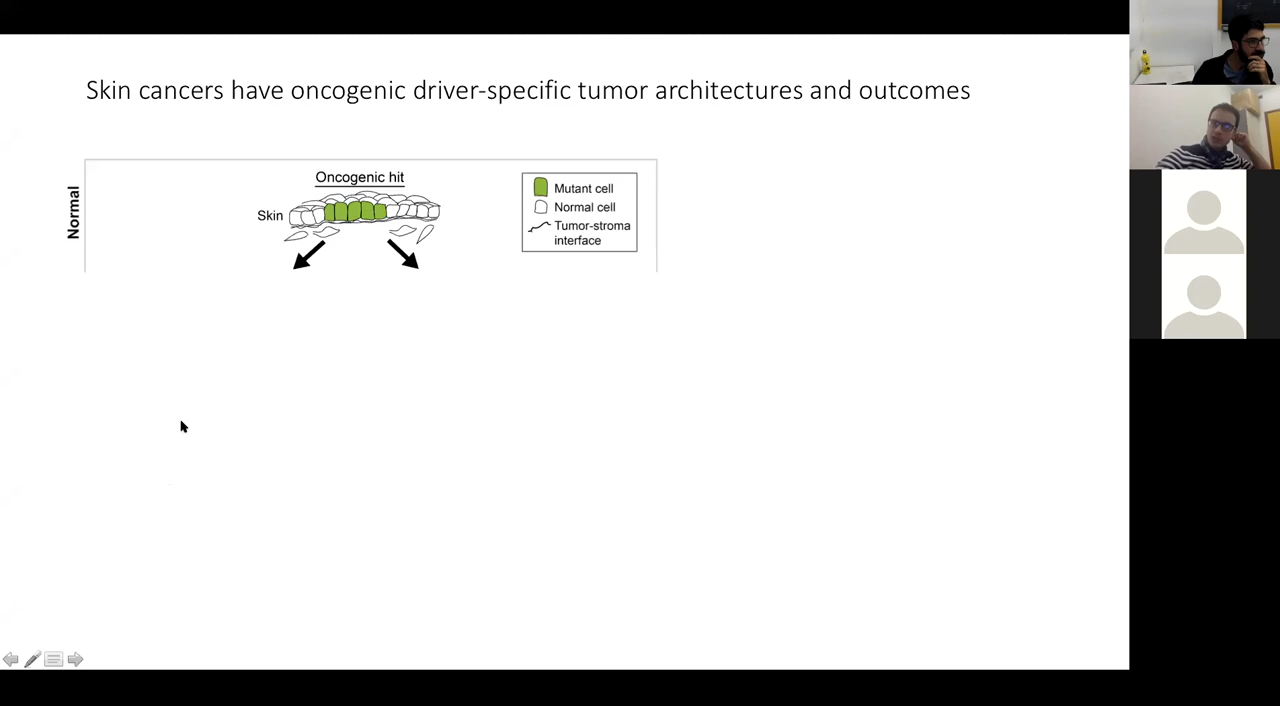 Skin cancers have oncogenic driver-specific tumor architectures and outcomes
Normal
Oncogenic hit
Skin
Mutant cell
Normal cell
Tumor-stroma
interface